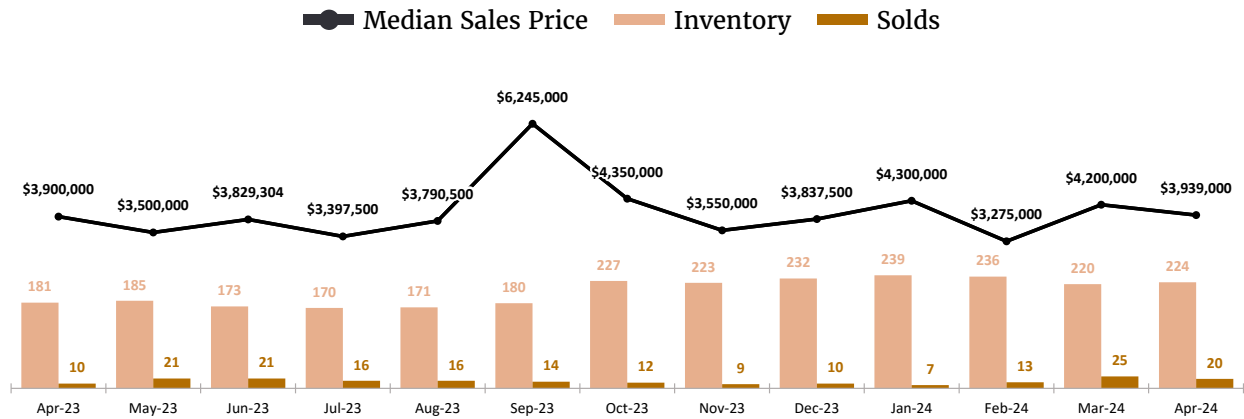 Median Sales Price Inventory Solds
$3,900,000 $3,500,000 $3,829,304 $3,397,500 $3,790,500 $6,245,000 $4,350,000 $3,550,000 $3,837,500 $4,300,000 $3,275,000 $4,200,000 $3,939,000
181 185 173 170 171 180 227 223 232 239 236 220 224
10 21 21 16 16 14 12 9 10 7 13 25 20
Apr-23 May-23 Jun-23 Jul-23 Aug-23 Sep-23 Oct-23 Nov-23 Dec-23 Jan-24 Feb-24 Mar-24 Apr-24